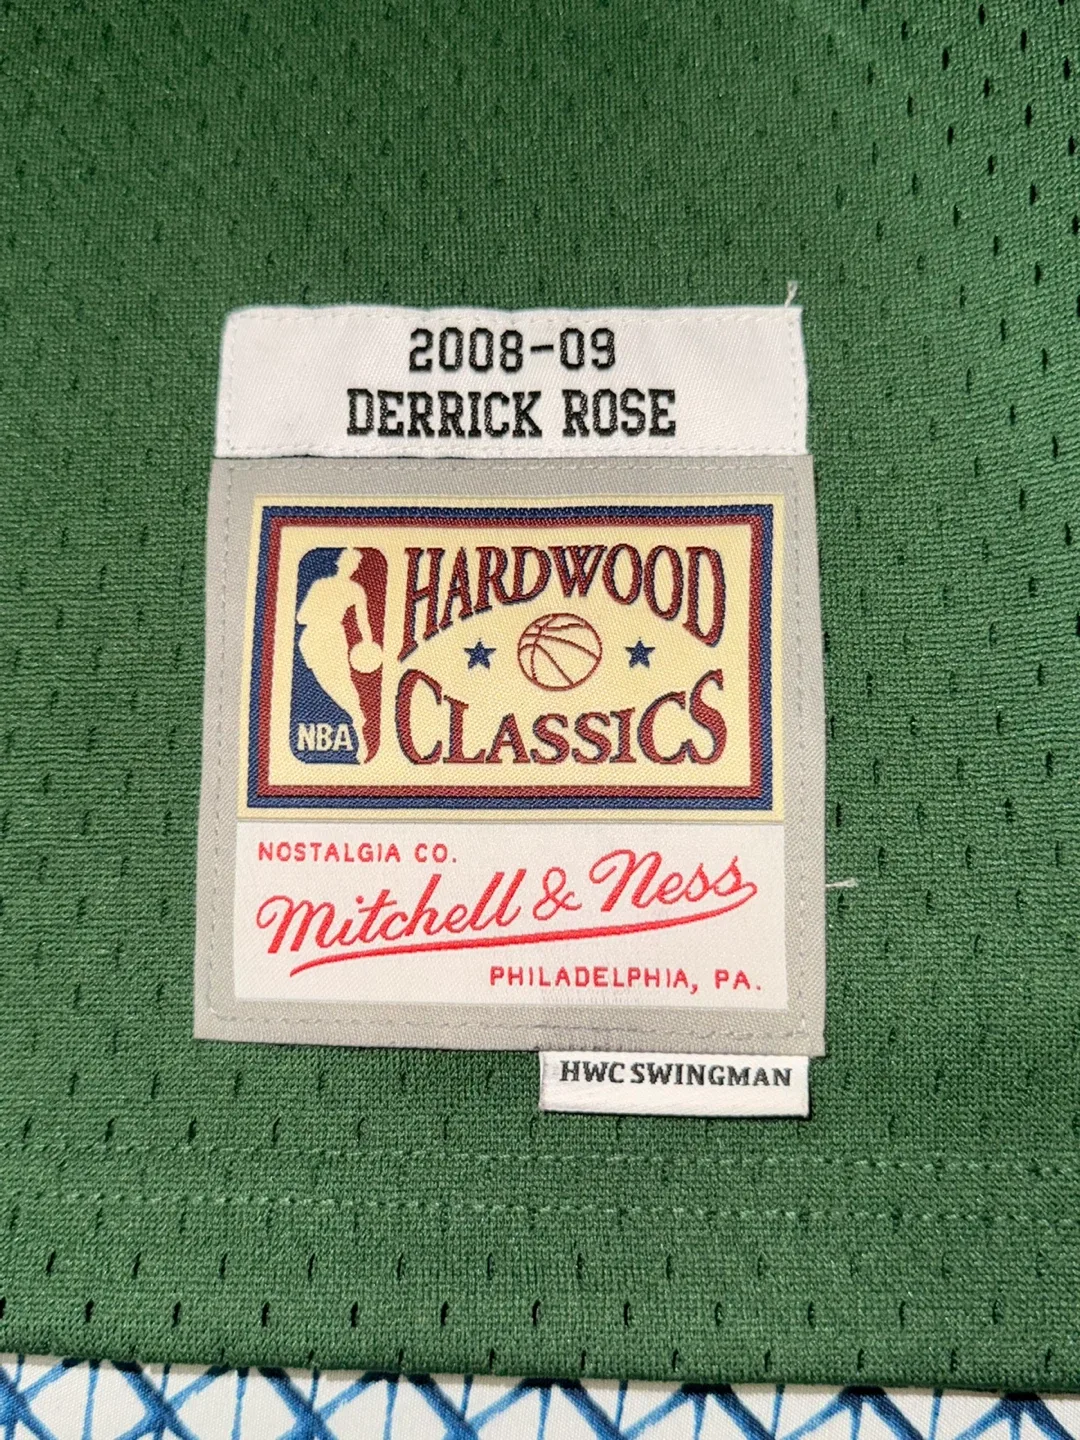 2008-09
DERRICK ROSE
HARDWOOD
CLASSICS
NBA
NOSTALGIA CO.
Mitchell & Ness
PHILADELPHIA, PA.
HWC SWINGMAN